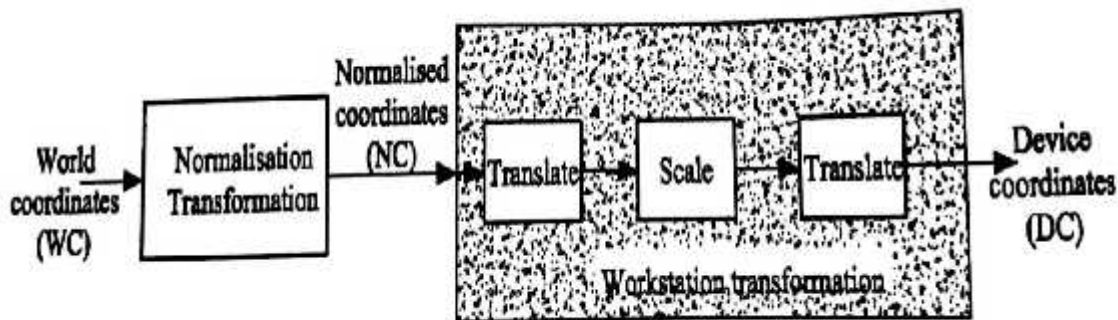 World
coordinates
(WC)
Normalisation
Transformation
Normalised
coordinates
(NC)
Translate
Scale
Translate
Workstation transformation
Device
coordinates
(DC)